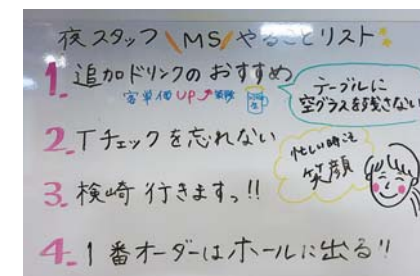 夜スタッフ \MS/ やることリスト
1. 追加ドリンクの おすすめ
客単価UP
テーブルに
空グラスを残さない
2. Tチェックを忘れない
忙しい時こそ
笑顔
3. 検崎 行きますっ!!
4. 1番オーダーはホールに出る!!